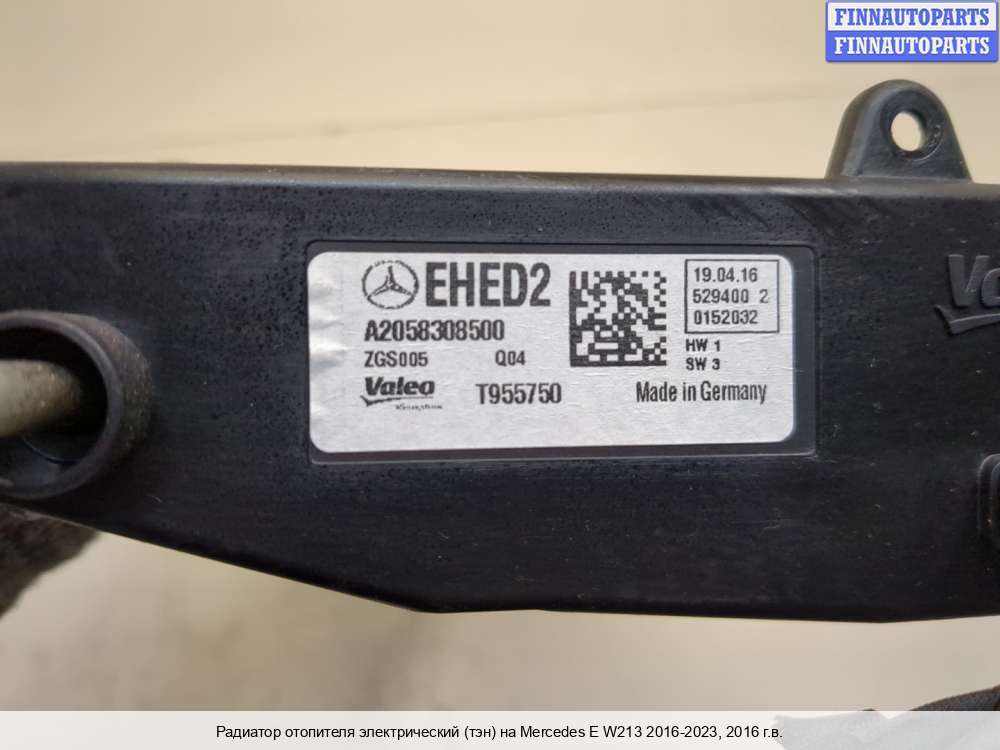 FINNAUTOPARTS
FINNAUTOPARTS
EHED2
A2058308500
ZGS005 Q04
Valeo T955750
19.04.16
529400 2
0152032
HW 1
SW 3
Made in Germany
Радиатор отопителя электрический (тэн) на Mercedes E W213 2016-2023, 2016 г.в.